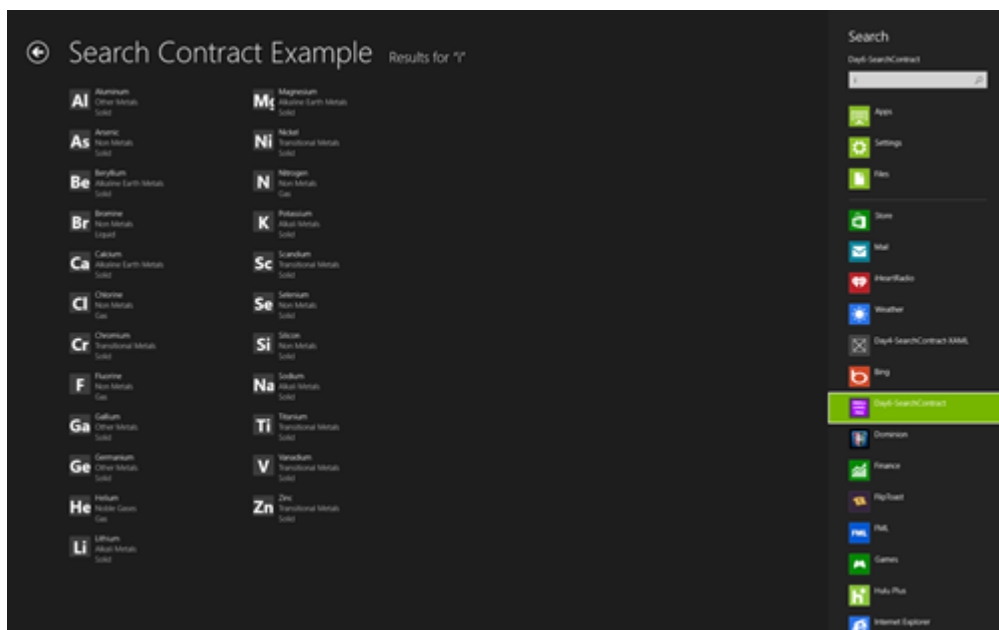 Search Contract Example Results for "i"
Al
Aluminum
Other Metals
Solid
As
Arsenic
Non Metals
Solid
Be
Beryllium
Alkaline Earth Metals
Solid
Br
Bromine
Non Metals
Liquid
Ca
Calcium
Alkaline Earth Metals
Solid
Cl
Chlorine
Non Metals
Gas
Cr
Chromium
Transitional Metals
Solid
F
Fluorine
Non Metals
Gas
Ga
Gallium
Other Metals
Solid
Ge
Germanium
Other Metals
Solid
He
Helium
Noble Gases
Gas
Li
Lithium
Alkali Metals
Solid
Mg
Magnesium
Alkaline Earth Metals
Solid
Ni
Nickel
Transitional Metals
Solid
N
Nitrogen
Non Metals
Gas
K
Potassium
Alkali Metals
Solid
Sc
Scandium
Transitional Metals
Solid
Se
Selenium
Non Metals
Solid
Si
Silicon
Non Metals
Solid
Na
Sodium
Alkali Metals
Solid
Ti
Titanium
Transitional Metals
Solid
V
Vanadium
Transitional Metals
Solid
Zn
Zinc
Transitional Metals
Solid
Search
Day6-SearchContract
i
Apps
Settings
Files
Store
Mail
iHeartRadio
Weather
Day4-SearchContract-XAML
Bing
Day6-SearchContract
Dominion
Finance
FlipToast
FML
FML
Games
Hulu Plus
Internet Explorer